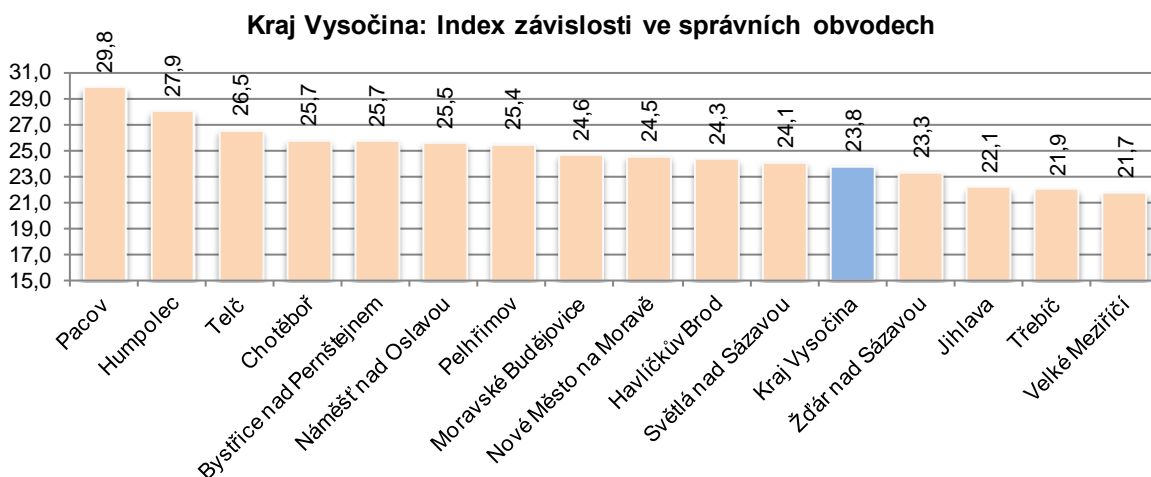 Kraj Vysočina: Index závislosti ve správních obvodech
31,0
29,0
27,0
25,0
23,0
21,0
19,0
17,0
15,0
29,8
27,9
26,5
25,7
25,7
25,5
25,4
24,6
24,5
24,3
24,1
23,8
23,3
22,1
21,9
21,7
Pacov
Humpolec
Telč
Chotěboř
Bystřice nad Pernštejnem
Náměšť nad Oslavou
Pelhřimov
Moravské Budějovice
Nové Město na Moravě
Havlíčkův Brod
Světlá nad Sázavou
Kraj Vysočina
Žďár nad Sázavou
Jihlava
Třebíč
Velké Meziříčí